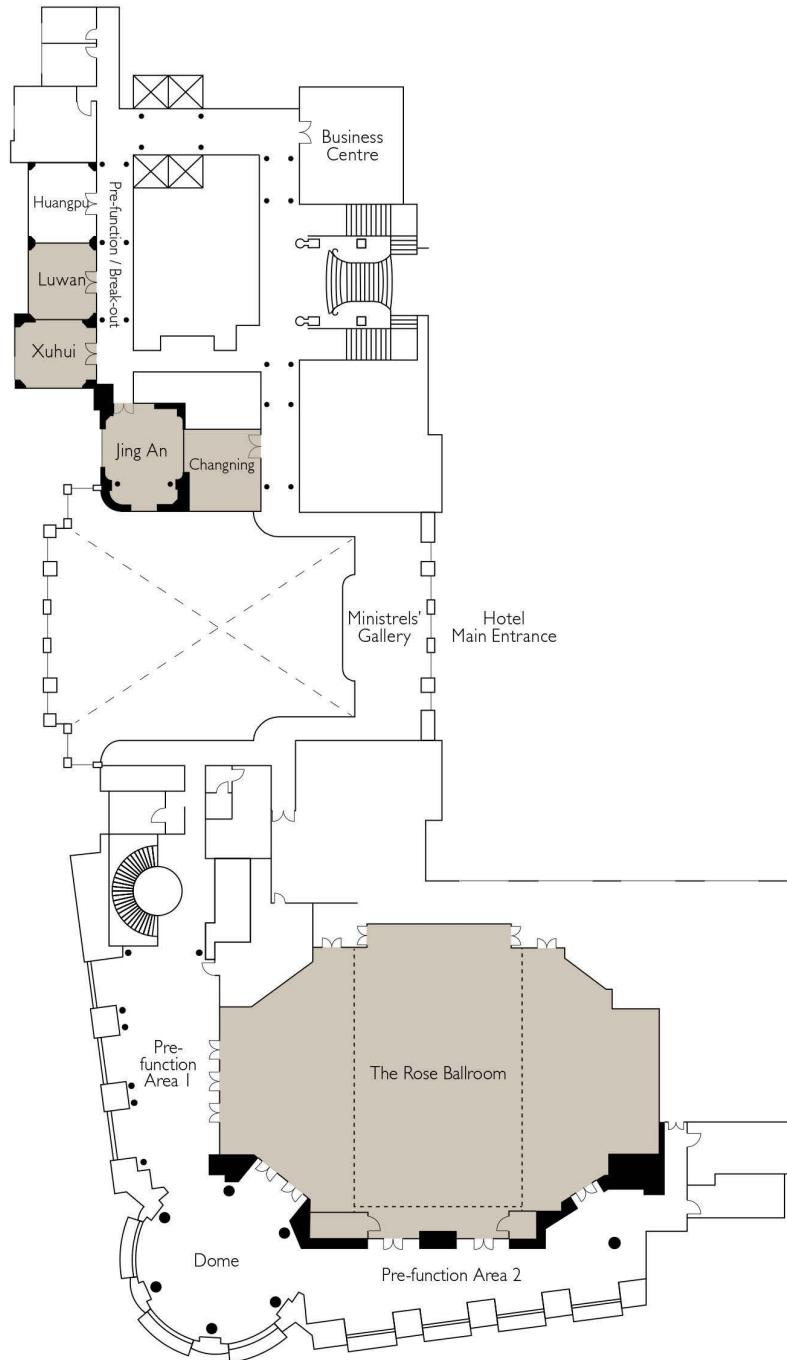 Business
Centre
Huangpu
Pre-function / Break-out
Luwan
Xuhui
Jing An
Changning
Ministrels'
Gallery
Hotel
Main Entrance
Pre-
function
Area 1
The Rose Ballroom
Dome
Pre-function Area 2